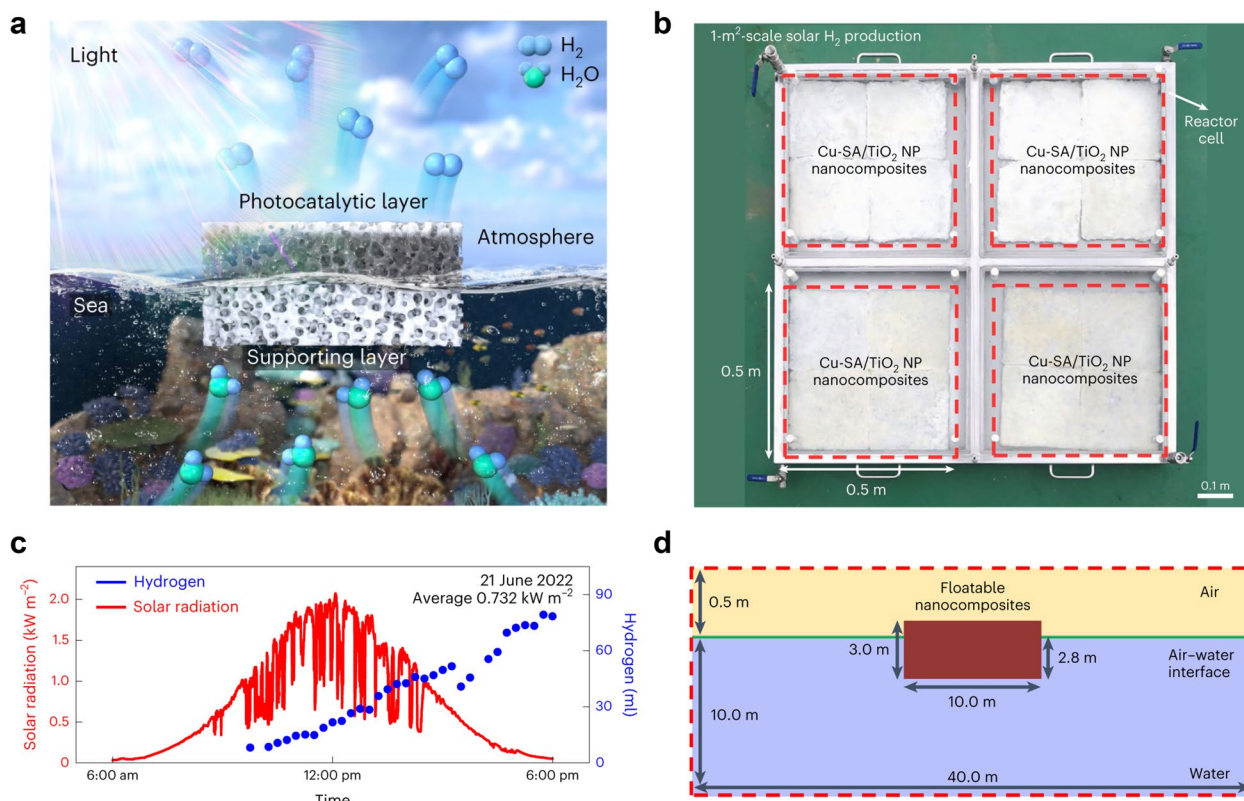 a
Light
H₂
H₂O
Photocatalytic layer
Atmosphere
Sea
Supporting layer
b
1-m²-scale solar H₂ production
Reactor
cell
Cu-SA/TiO₂ NP
nanocomposites
Cu-SA/TiO₂ NP
nanocomposites
Cu-SA/TiO₂ NP
nanocomposites
Cu-SA/TiO₂ NP
nanocomposites
0.5 m
0.5 m
0.1 m
c
Hydrogen
Solar radiation
21 June 2022
Average 0.732 kW m⁻²
Solar radiation (kW m⁻²)
2.0
1.5
1.0
0.5
0
90
60
30
0
Hydrogen (ml)
6:00 am
12:00 pm
6:00 pm
Time
d
0.5 m
Floatable
nanocomposites
Air
3.0 m
2.8 m
Air–water
interface
10.0 m
10.0 m
40.0 m
Water